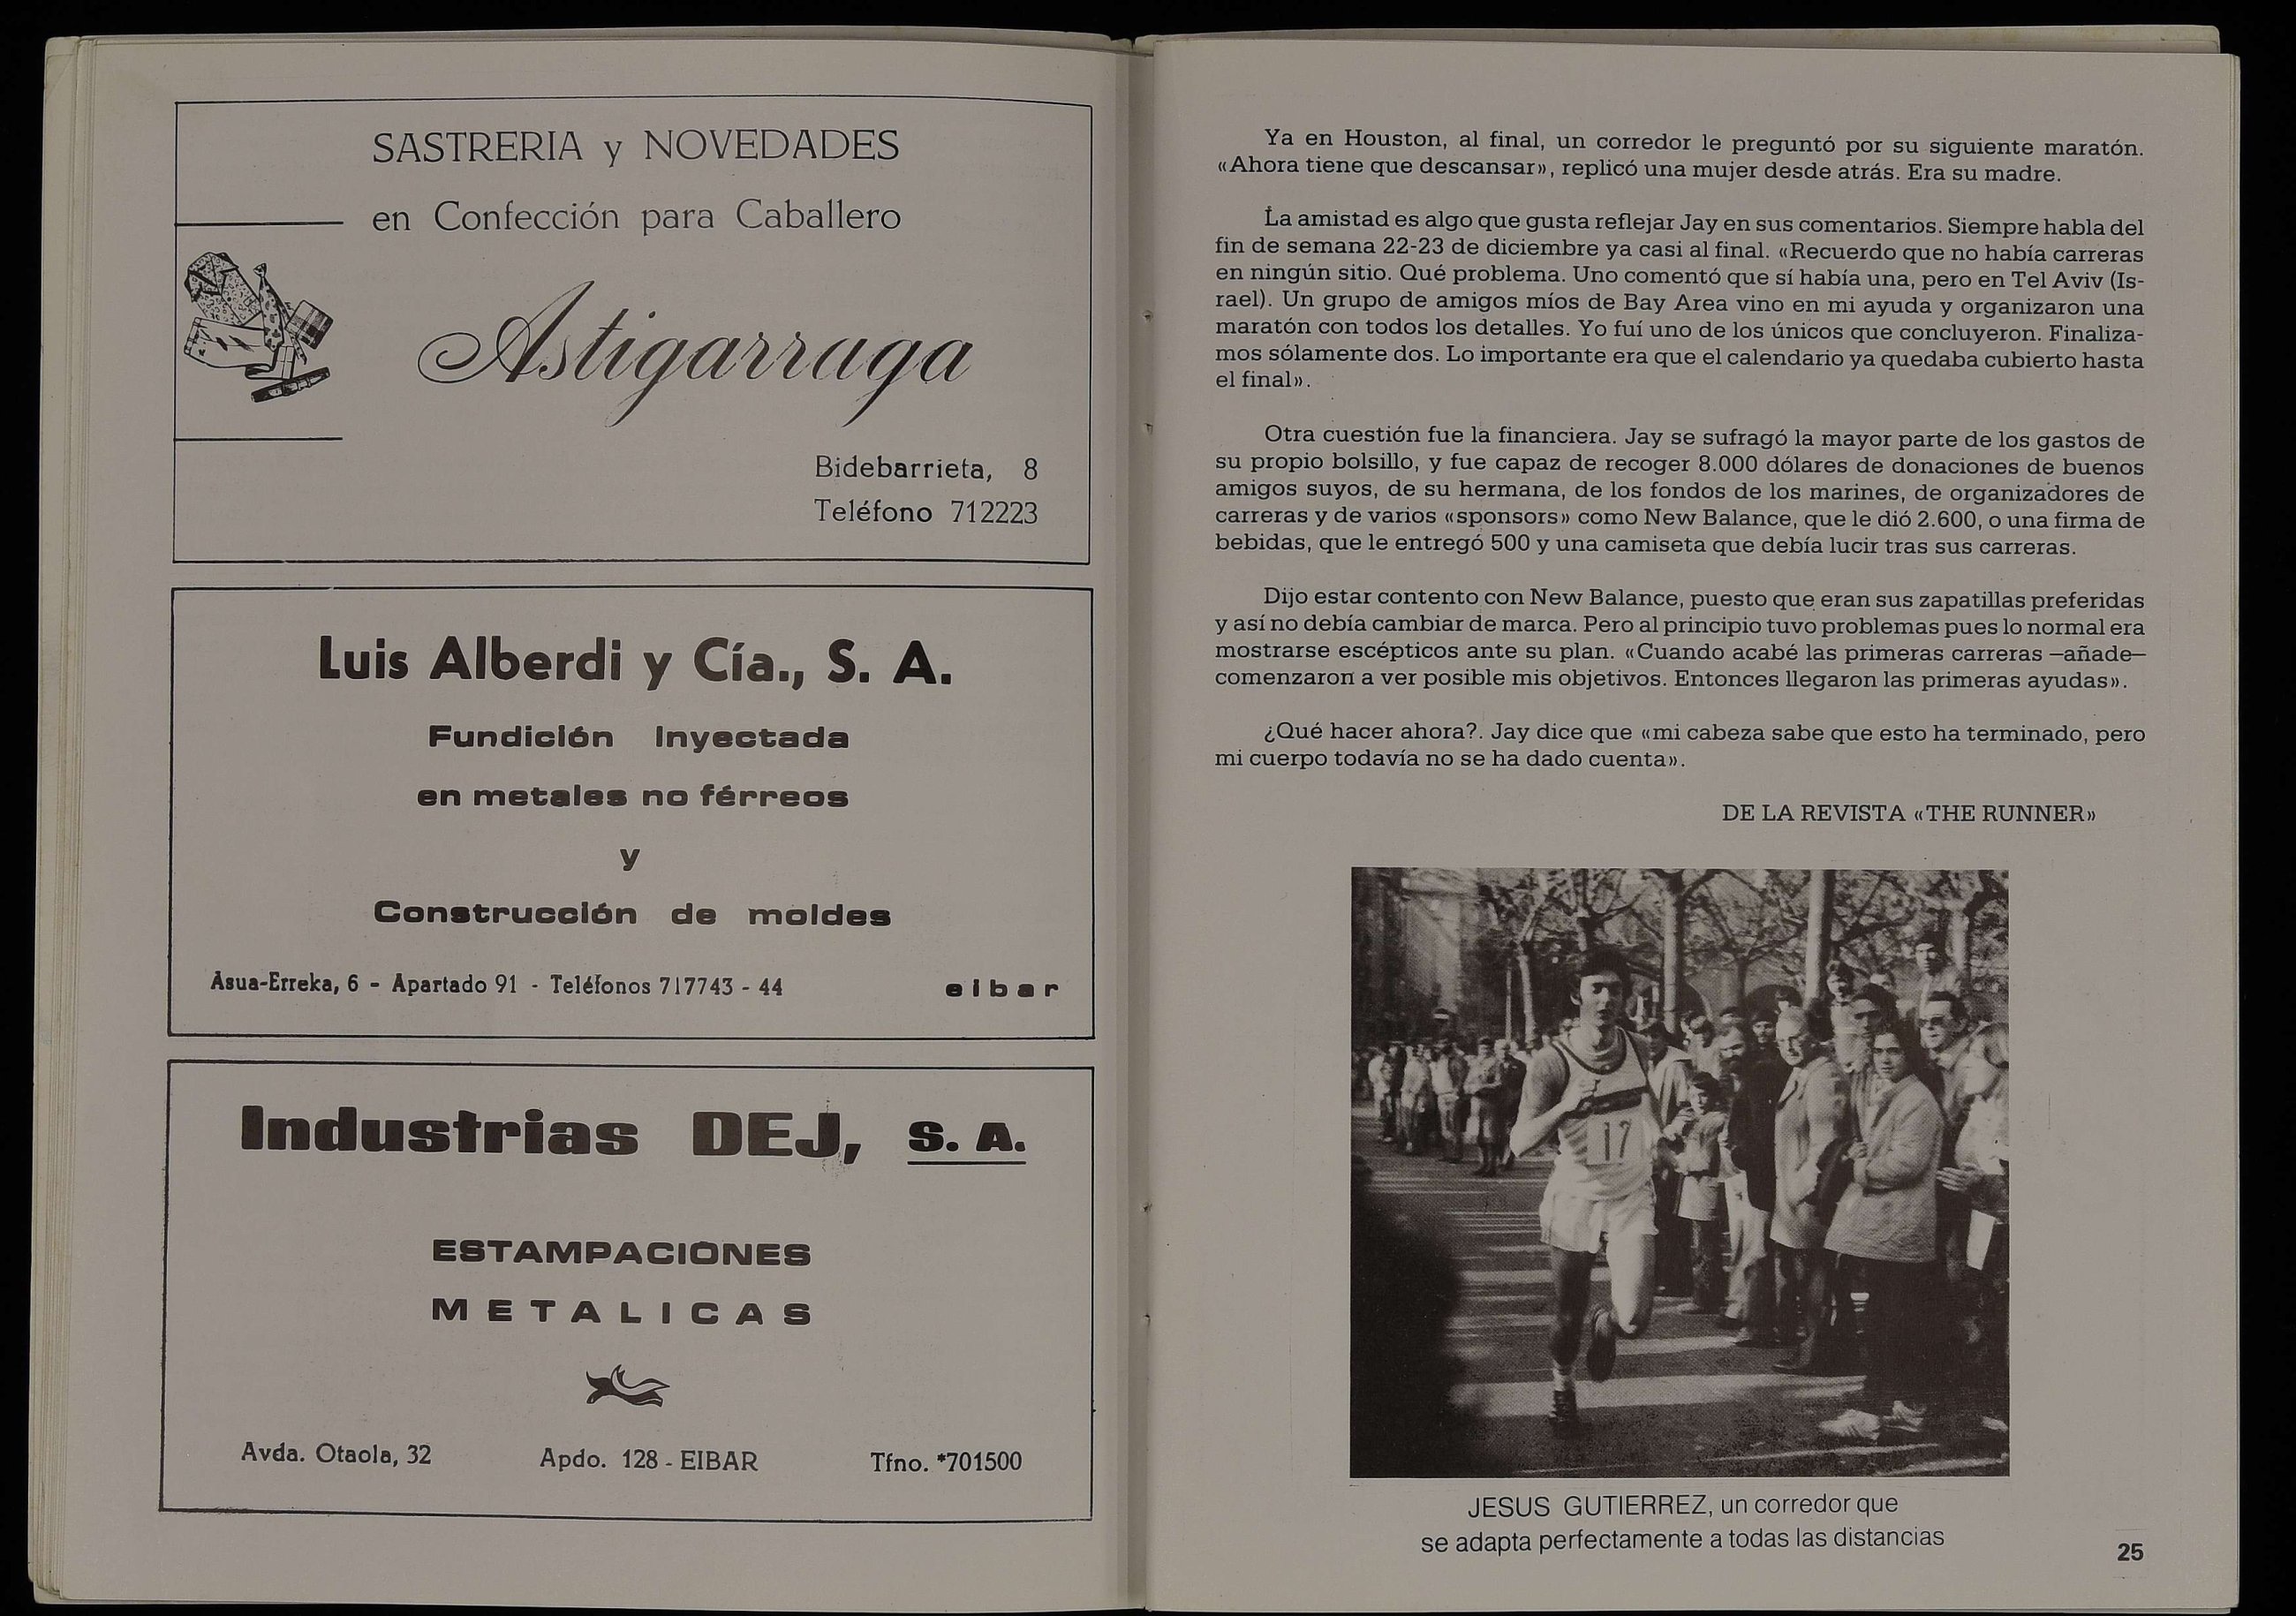 SASTRERIA y NOVEDADES
en Confección para Caballero
Astigarraga
Bidebarrieta, 8
Teléfono 712223
Luis Alberdi y Cía., S. A.
Fundición Inyectada
en metales no férreos
y
Construcción de moldes
Asua-Erreka, 6 - Apartado 91 - Teléfonos 717743 - 44
eibar
Industrias DEJ, S. A.
ESTAMPACIONES
METALICAS
Avda. Otaola, 32
Apdo. 128 - EIBAR
Tfno. *701500
Ya en Houston, al final, un corredor le preguntó por su siguiente maratón.
«Ahora tiene que descansar», replicó una mujer desde atrás. Era su madre.
La amistad es algo que gusta reflejar Jay en sus comentarios. Siempre habla del
fin de semana 22-23 de diciembre ya casi al final. «Recuerdo que no había carreras
en ningún sitio. Qué problema. Uno comentó que sí había una, pero en Tel Aviv (Is-
rael). Un grupo de amigos míos de Bay Area vino en mi ayuda y organizaron una
maratón con todos los detalles. Yo fuí uno de los únicos que concluyeron. Finaliza-
mos sólamente dos. Lo importante era que el calendario ya quedaba cubierto hasta
el final».
Otra cuestión fue la financiera. Jay se sufragó la mayor parte de los gastos de
su propio bolsillo, y fue capaz de recoger 8.000 dólares de donaciones de buenos
amigos suyos, de su hermana, de los fondos de los marines, de organizadores de
carreras y de varios «sponsors» como New Balance, que le dió 2.600, o una firma de
bebidas, que le entregó 500 y una camiseta que debía lucir tras sus carreras.
Dijo estar contento con New Balance, puesto que eran sus zapatillas preferidas
y así no debía cambiar de marca. Pero al principio tuvo problemas pues lo normal era
mostrarse escépticos ante su plan. «Cuando acabé las primeras carreras —añade—
comenzaron a ver posible mis objetivos. Entonces llegaron las primeras ayudas».
¿Qué hacer ahora?. Jay dice que «mi cabeza sabe que esto ha terminado, pero
mi cuerpo todavía no se ha dado cuenta».
DE LA REVISTA «THE RUNNER»
17
JESUS GUTIERREZ, un corredor que
se adapta perfectamente a todas las distancias
25